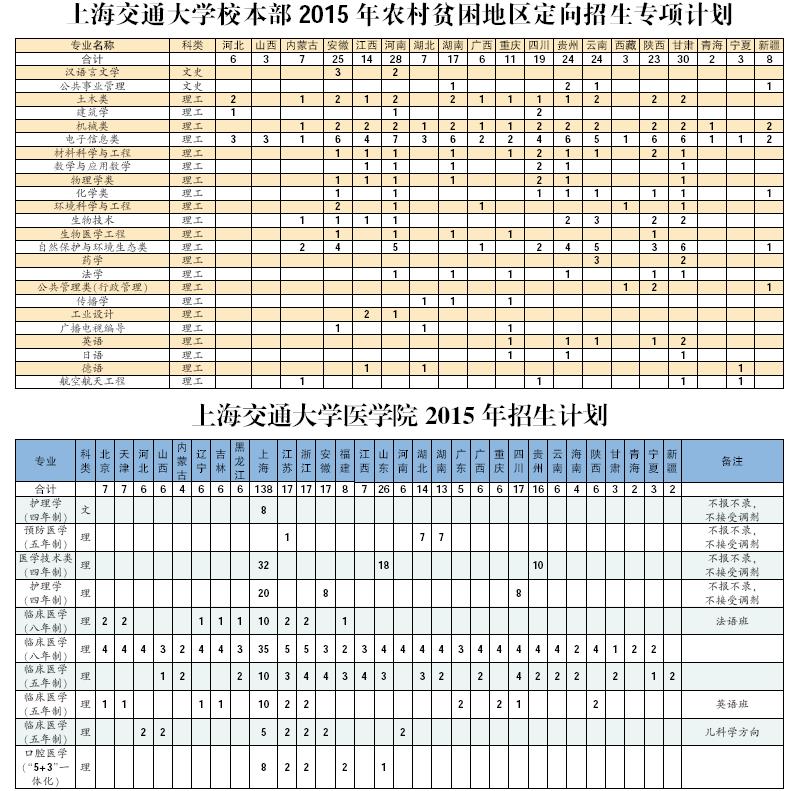 上海交通大学校本部 2015 年农村贫困地区定向招生专项计划
专业名称 科类 河北 山西 内蒙古 安徽 江西 河南 湖北 湖南 广西 重庆 四川 贵州 云南 西藏 陕西 甘肃 青海 宁夏 新疆
合计 6 3 7 25 14 28 7 17 6 11 19 24 24 3 23 30 2 3 8
汉语言文学 文史 3 2
公共事业管理 文史 1 2 1 1
土木类 理工 2 1 2 1 2 2 1 1 1 1 2 2 2
建筑学 理工 1 1 2
机械类 理工 1 2 2 2 1 2 1 1 2 2 2 2 2 1 2
电子信息类 理工 3 3 1 6 4 7 3 6 2 2 4 6 5 1 6 6 1 1 2
材料科学与工程 理工 1 1 1 1 1 2 1 1 2 1
数学与应用数学 理工 1 1 1 2 1 1
物理学类 理工 1 1 1 1 2 1 1
化学类 理工 1 1 1 1 1 1 1 1
环境科学与工程 理工 2 1 1 1 1
生物技术 理工 1 1 1 1 2 3 2 2
生物医学工程 理工 1 1 1 1 1
自然保护与环境生态类 理工 2 4 5 1 2 4 5 3 6 1
药学 理工 3 2
法学 理工 1 1 1 1 1 1
公共管理类(行政管理) 理工 1 2 1
传播学 理工 1 1 1
工业设计 理工 2 1
广播电视编导 理工 1 1 1
英语 理工 1 1 1 1 2
日语 理工 1 1 1
德语 理工 1 1 1
航空航天工程 理工 1 1 1 1
上海交通大学医学院 2015 年招生计划
专业 科类 北京 天津 河北 山西 内蒙古 辽宁 吉林 黑龙江 上海 江苏 浙江 安徽 福建 江西 山东 河南 湖北 湖南 广东 广西 重庆 四川 贵州 云南 海南 陕西 甘肃 青海 宁夏 新疆 备注
合计 7 7 6 6 4 6 6 6 138 17 17 17 8 7 26 6 14 13 5 6 6 17 16 6 4 6 3 2 3 2
护理学
(四年制) 文 8 不报不录,
不接受调剂
预防医学
(五年制) 理 1 7 7 不报不录,
不接受调剂
医学技术类
(四年制) 理 32 18 10 不报不录,
不接受调剂
护理学
(四年制) 理 20 8 8 不报不录,
不接受调剂
临床医学
(八年制) 理 2 2 1 1 1 10 2 2 1 法语班
临床医学
(八年制) 理 4 4 4 3 2 4 4 3 35 5 5 3 2 3 4 4 4 4 3 4 4 4 4 4 2 4 1 2 2
临床医学
(五年制) 理 1 2 2 10 3 4 4 3 4 3 3 2 2 4 2 2 2 2 1 2
临床医学
(五年制) 理 1 1 1 1 10 2 2 2 2 1 2 英语班
临床医学
(五年制) 理 2 2 5 2 2 2 2 儿科学方向
口腔医学
("5+3"一
体化) 理 8 2 2 2 1